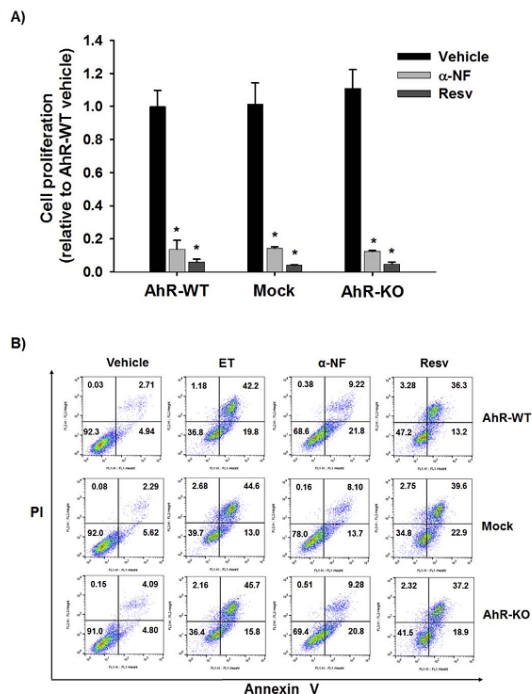 A)
Cell proliferation
(relative to AhR-WT vehicle)
1.4
1.2
1.0
0.8
0.6
0.4
0.2
0.0
Vehicle
α-NF
Resv
* *
* *
* *
AhR-WT Mock AhR-KO
B)
Vehicle ET α-NF Resv
0.03 2.71 1.18 42.2 0.38 9.22 3.28 36.3
AhR-WT
92.3 4.94 36.8 19.8 68.6 21.8 47.2 13.2
0.08 2.29 2.68 44.6 0.16 8.10 2.75 39.6
PI
Mock
92.0 5.62 39.7 13.0 78.0 13.7 34.8 22.9
0.15 4.09 2.16 45.7 0.51 9.28 2.32 37.2
AhR-KO
91.0 4.80 36.4 15.8 69.4 20.8 41.5 18.9
Annexin V